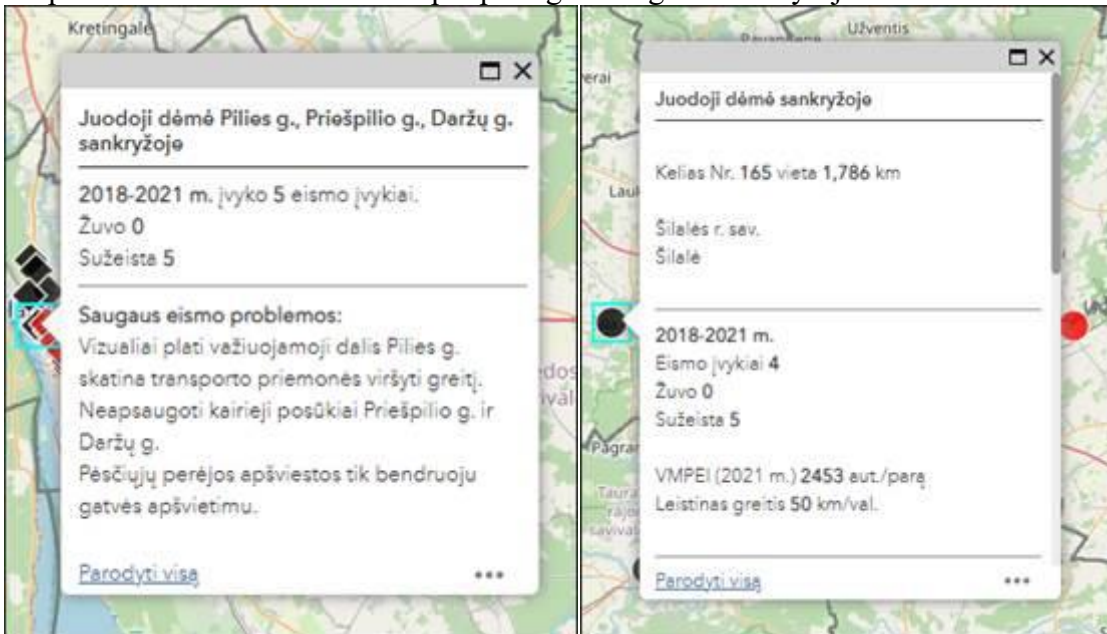 Kretingalė
Juodoji dėmė Pilies g., Priešpilio g., Daržų g.
sankryžoje
2018-2021 m. įvyko 5 eismo įvykiai.
Žuvo 0
Sužeista 5
Saugaus eismo problemos:
Vizualiai plati važiuojamoji dalis Pilies g.
skatina transporto priemonės viršyti greitį.
Neapsaugoti kairieji posūkiai Priešpilio g. ir
Daržų g.
Pėsčiųjų perėjos apšviestos tik bendruoju
gatvės apšvietimu.
Parodyti visą
Užventis
Juodoji dėmė sankryžoje
Kelias Nr. 165 vieta 1,786 km
Šilalės r. sav.
Šilalė
2018-2021 m.
Eismo įvykiai 4
Žuvo 0
Sužeista 5
VMPEI (2021 m.) 2453 aut./parą
Leistinas greitis 50 km/val.
Parodyti visą